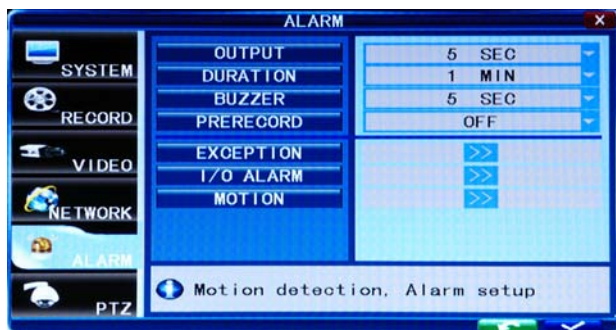 ALARM
SYSTEM
RECORD
VIDEO
NETWORK
ALARM
PTZ
OUTPUT 5 SEC
DURATION 1 MIN
BUZZER 5 SEC
PRERECORD OFF
EXCEPTION >>
I/O ALARM >>
MOTION >>
Motion detection, Alarm setup